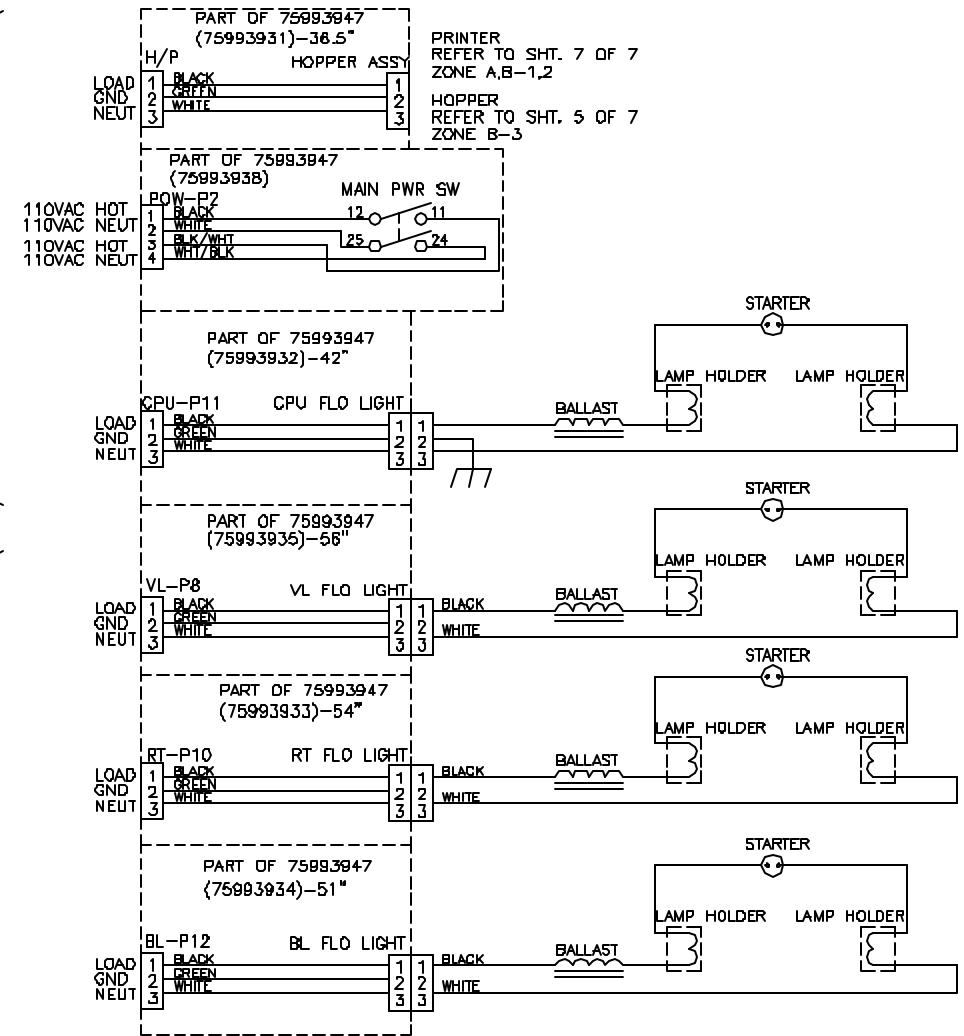 PART OF 75993947
(75993931)-36.5"
H/P
HOPPER ASSY
LOAD 1 BLACK 1
GND 2 GREEN 2
NEUT 3 WHITE 3
PRINTER
REFER TO SHT. 7 OF 7
ZONE A,B-1,2
HOPPER
REFER TO SHT. 5 OF 7
ZONE B-3
PART OF 75993947
(75993938)
MAIN PWR SW
POW-P2
110VAC HOT 1 BLACK 12 11
110VAC NEUT 2 WHITE
110VAC HOT 3 BLK/WHT 25 24
110VAC NEUT 4 WHT/BLK
PART OF 75993947
(75993932)-42"
STARTER
LAMP HOLDER LAMP HOLDER
CPU-P11 CPU FLO LIGHT
BALLAST
LOAD 1 BLACK 1 1
GND 2 GREEN 2 2
NEUT 3 WHITE 3 3
PART OF 75993947
(75993935)-56"
STARTER
LAMP HOLDER LAMP HOLDER
VL-P8 VL FLO LIGHT
BALLAST
LOAD 1 BLACK 1 1 BLACK
GND 2 GREEN 2 2
NEUT 3 WHITE 3 3 WHITE
PART OF 75993947
(75993933)-54"
STARTER
LAMP HOLDER LAMP HOLDER
RT-P10 RT FLO LIGHT
BALLAST
LOAD 1 BLACK 1 1 BLACK
GND 2 GREEN 2 2
NEUT 3 WHITE 3 3 WHITE
PART OF 75993947
(75993934)-51"
STARTER
LAMP HOLDER LAMP HOLDER
BL-P12 BL FLO LIGHT
BALLAST
LOAD 1 BLACK 1 1 BLACK
GND 2 GREEN 2 2
NEUT 3 WHITE 3 3 WHITE